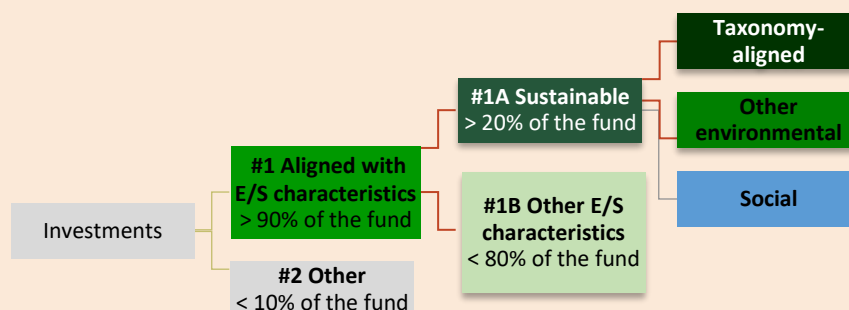 Investments
#1 Aligned with
E/S characteristics
> 90% of the fund
#2 Other
< 10% of the fund
#1A Sustainable
> 20% of the fund
#1B Other E/S
characteristics
< 80% of the fund
Taxonomy-
aligned
Other
environmental
Social